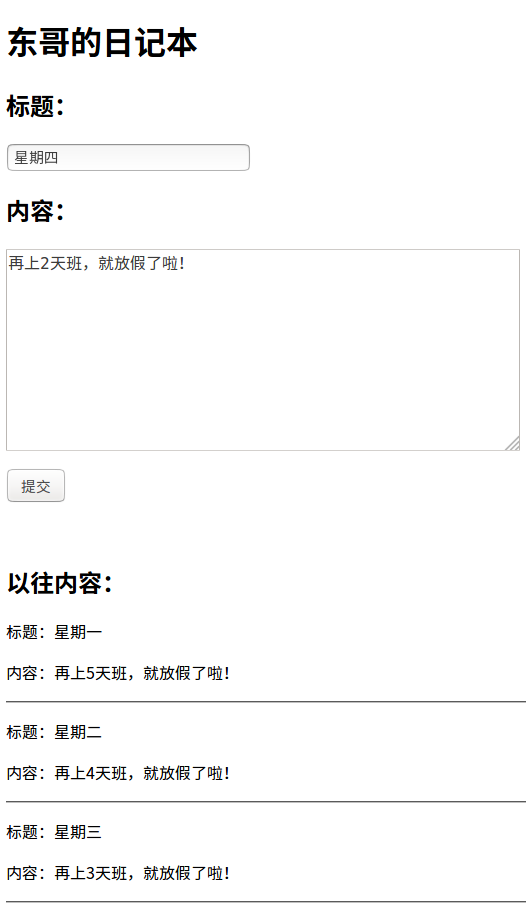 东哥的日记本
标题：
星期四
内容：
再上2天班，就放假了啦！
提交
以往内容：
标题：星期一
内容：再上5天班，就放假了啦！
标题：星期二
内容：再上4天班，就放假了啦！
标题：星期三
内容：再上3天班，就放假了啦！